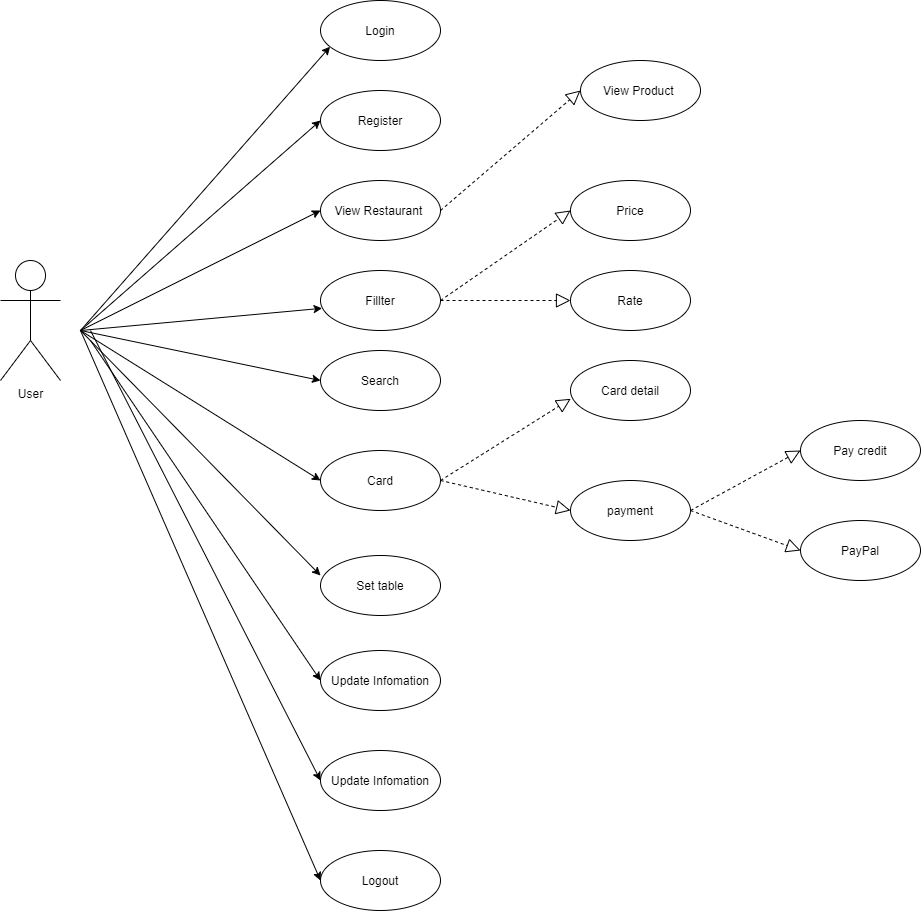 Login
View Product
Register
View Restaurant
Price
Fillter
Rate
User
Search
Card detail
Card
payment
Pay credit
PayPal
Set table
Update Infomation
Update Infomation
Logout